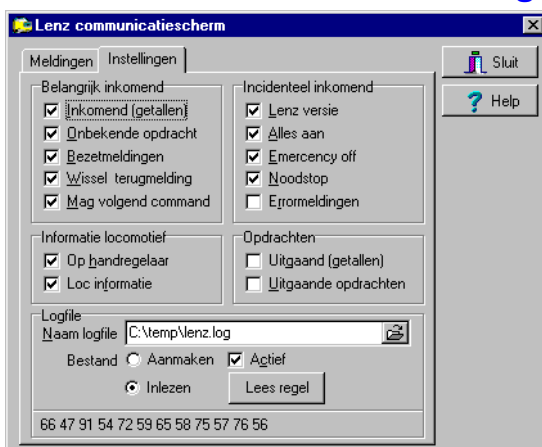 Lenz communicatiescherm
Meldingen Instellingen
Sluit
Help
Belangrijk inkomend
Inkomend (getallen)
Onbekende opdracht
Bezetmeldingen
Wissel terugmelding
Mag volgend command
Incidenteel inkomend
Lenz versie
Alles aan
Emercency off
Noodstop
Errormeldingen
Informatie locomotief
Op handregelaar
Loc informatie
Opdrachten
Uitgaand (getallen)
Uitgaande opdrachten
Logfile
Naam logfile C:\temp\lenz.log
Bestand Aanmaken Actief
Inlezen Lees regel
66 47 91 54 72 59 65 58 75 57 76 56